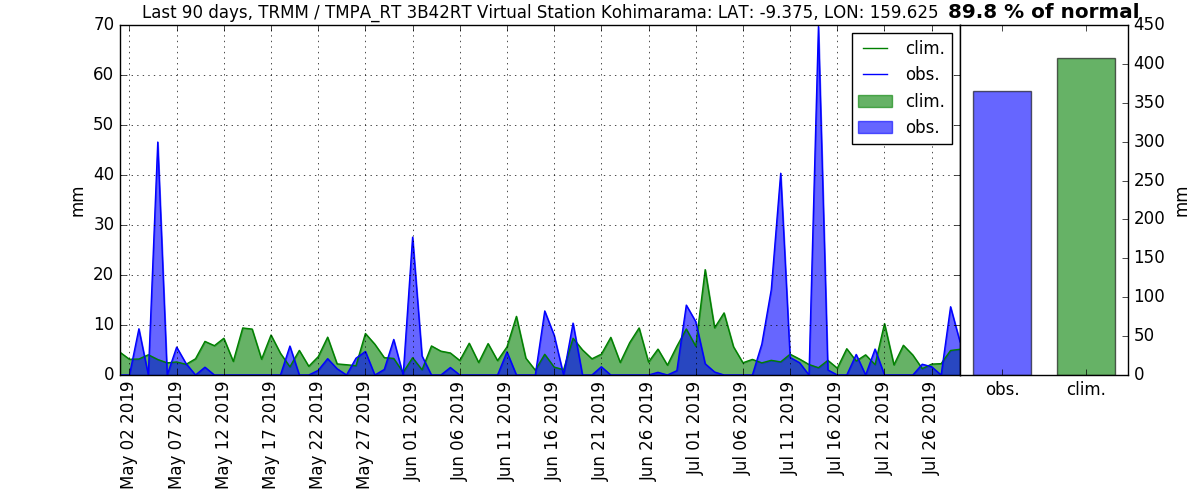 Last 90 days, TRMM / TMPA_RT 3B42RT Virtual Station Kohimarama: LAT: -9.375, LON: 159.625 89.8 % of normal
70
60
50
40
30
20
10
0
mm
clim.
obs.
clim.
obs.
450
400
350
300
250
200
150
100
50
0
mm
May 02 2019
May 07 2019
May 12 2019
May 17 2019
May 22 2019
May 27 2019
Jun 01 2019
Jun 06 2019
Jun 11 2019
Jun 16 2019
Jun 21 2019
Jun 26 2019
Jul 01 2019
Jul 06 2019
Jul 11 2019
Jul 16 2019
Jul 21 2019
Jul 26 2019
obs.
clim.